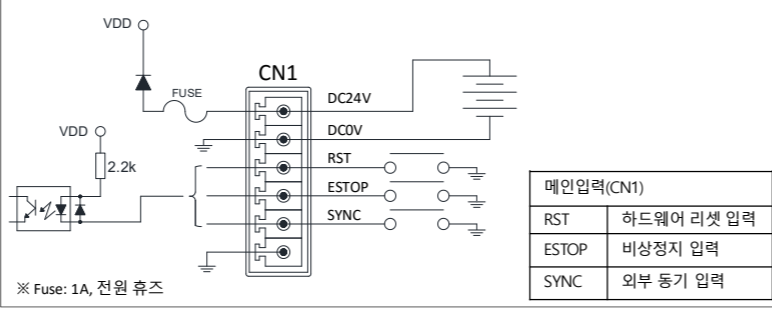 VDD
CN1
FUSE
DC24V
DC0V
VDD
RST
2.2k
ESTOP
SYNC
※ Fuse: 1A, 전원 휴즈
메인입력(CN1)
RST 하드웨어 리셋 입력
ESTOP 비상정지 입력
SYNC 외부 동기 입력